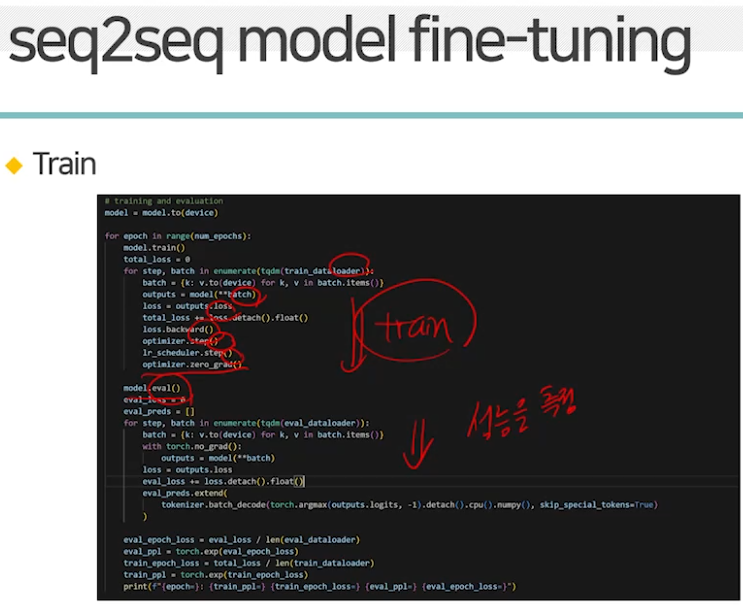 seq2seq model fine-tuning
Train
# training and evaluation
model = model.to(device)
for epoch in range(num_epochs):
model.train()
total_loss = 0
for step, batch in enumerate(tqdm(train_dataloader)):
batch = {k: v.to(device) for k, v in batch.items()}
outputs = model(**batch)
loss = outputs.loss
total_loss += loss.detach().float()
loss.backward()
optimizer.step()
lr_scheduler.step()
optimizer.zero_grad()
train
model.eval()
eval_loss = 0
eval_preds = []
for step, batch in enumerate(tqdm(eval_dataloader)):
batch = {k: v.to(device) for k, v in batch.items()}
with torch.no_grad():
outputs = model(**batch)
loss = outputs.loss
eval_loss += loss.detach().float()
eval_preds.extend(
tokenizer.batch_decode(torch.argmax(outputs.logits, -1).detach().cpu().numpy(), skip_special_tokens=True)
)
성능을 측정
eval_epoch_loss = eval_loss / len(eval_dataloader)
eval_ppl = torch.exp(eval_epoch_loss)
train_epoch_loss = total_loss / len(train_dataloader)
train_ppl = torch.exp(train_epoch_loss)
print(f"{epoch=}: {train_ppl=} {train_epoch_loss=} {eval_ppl=} {eval_epoch_loss=}")